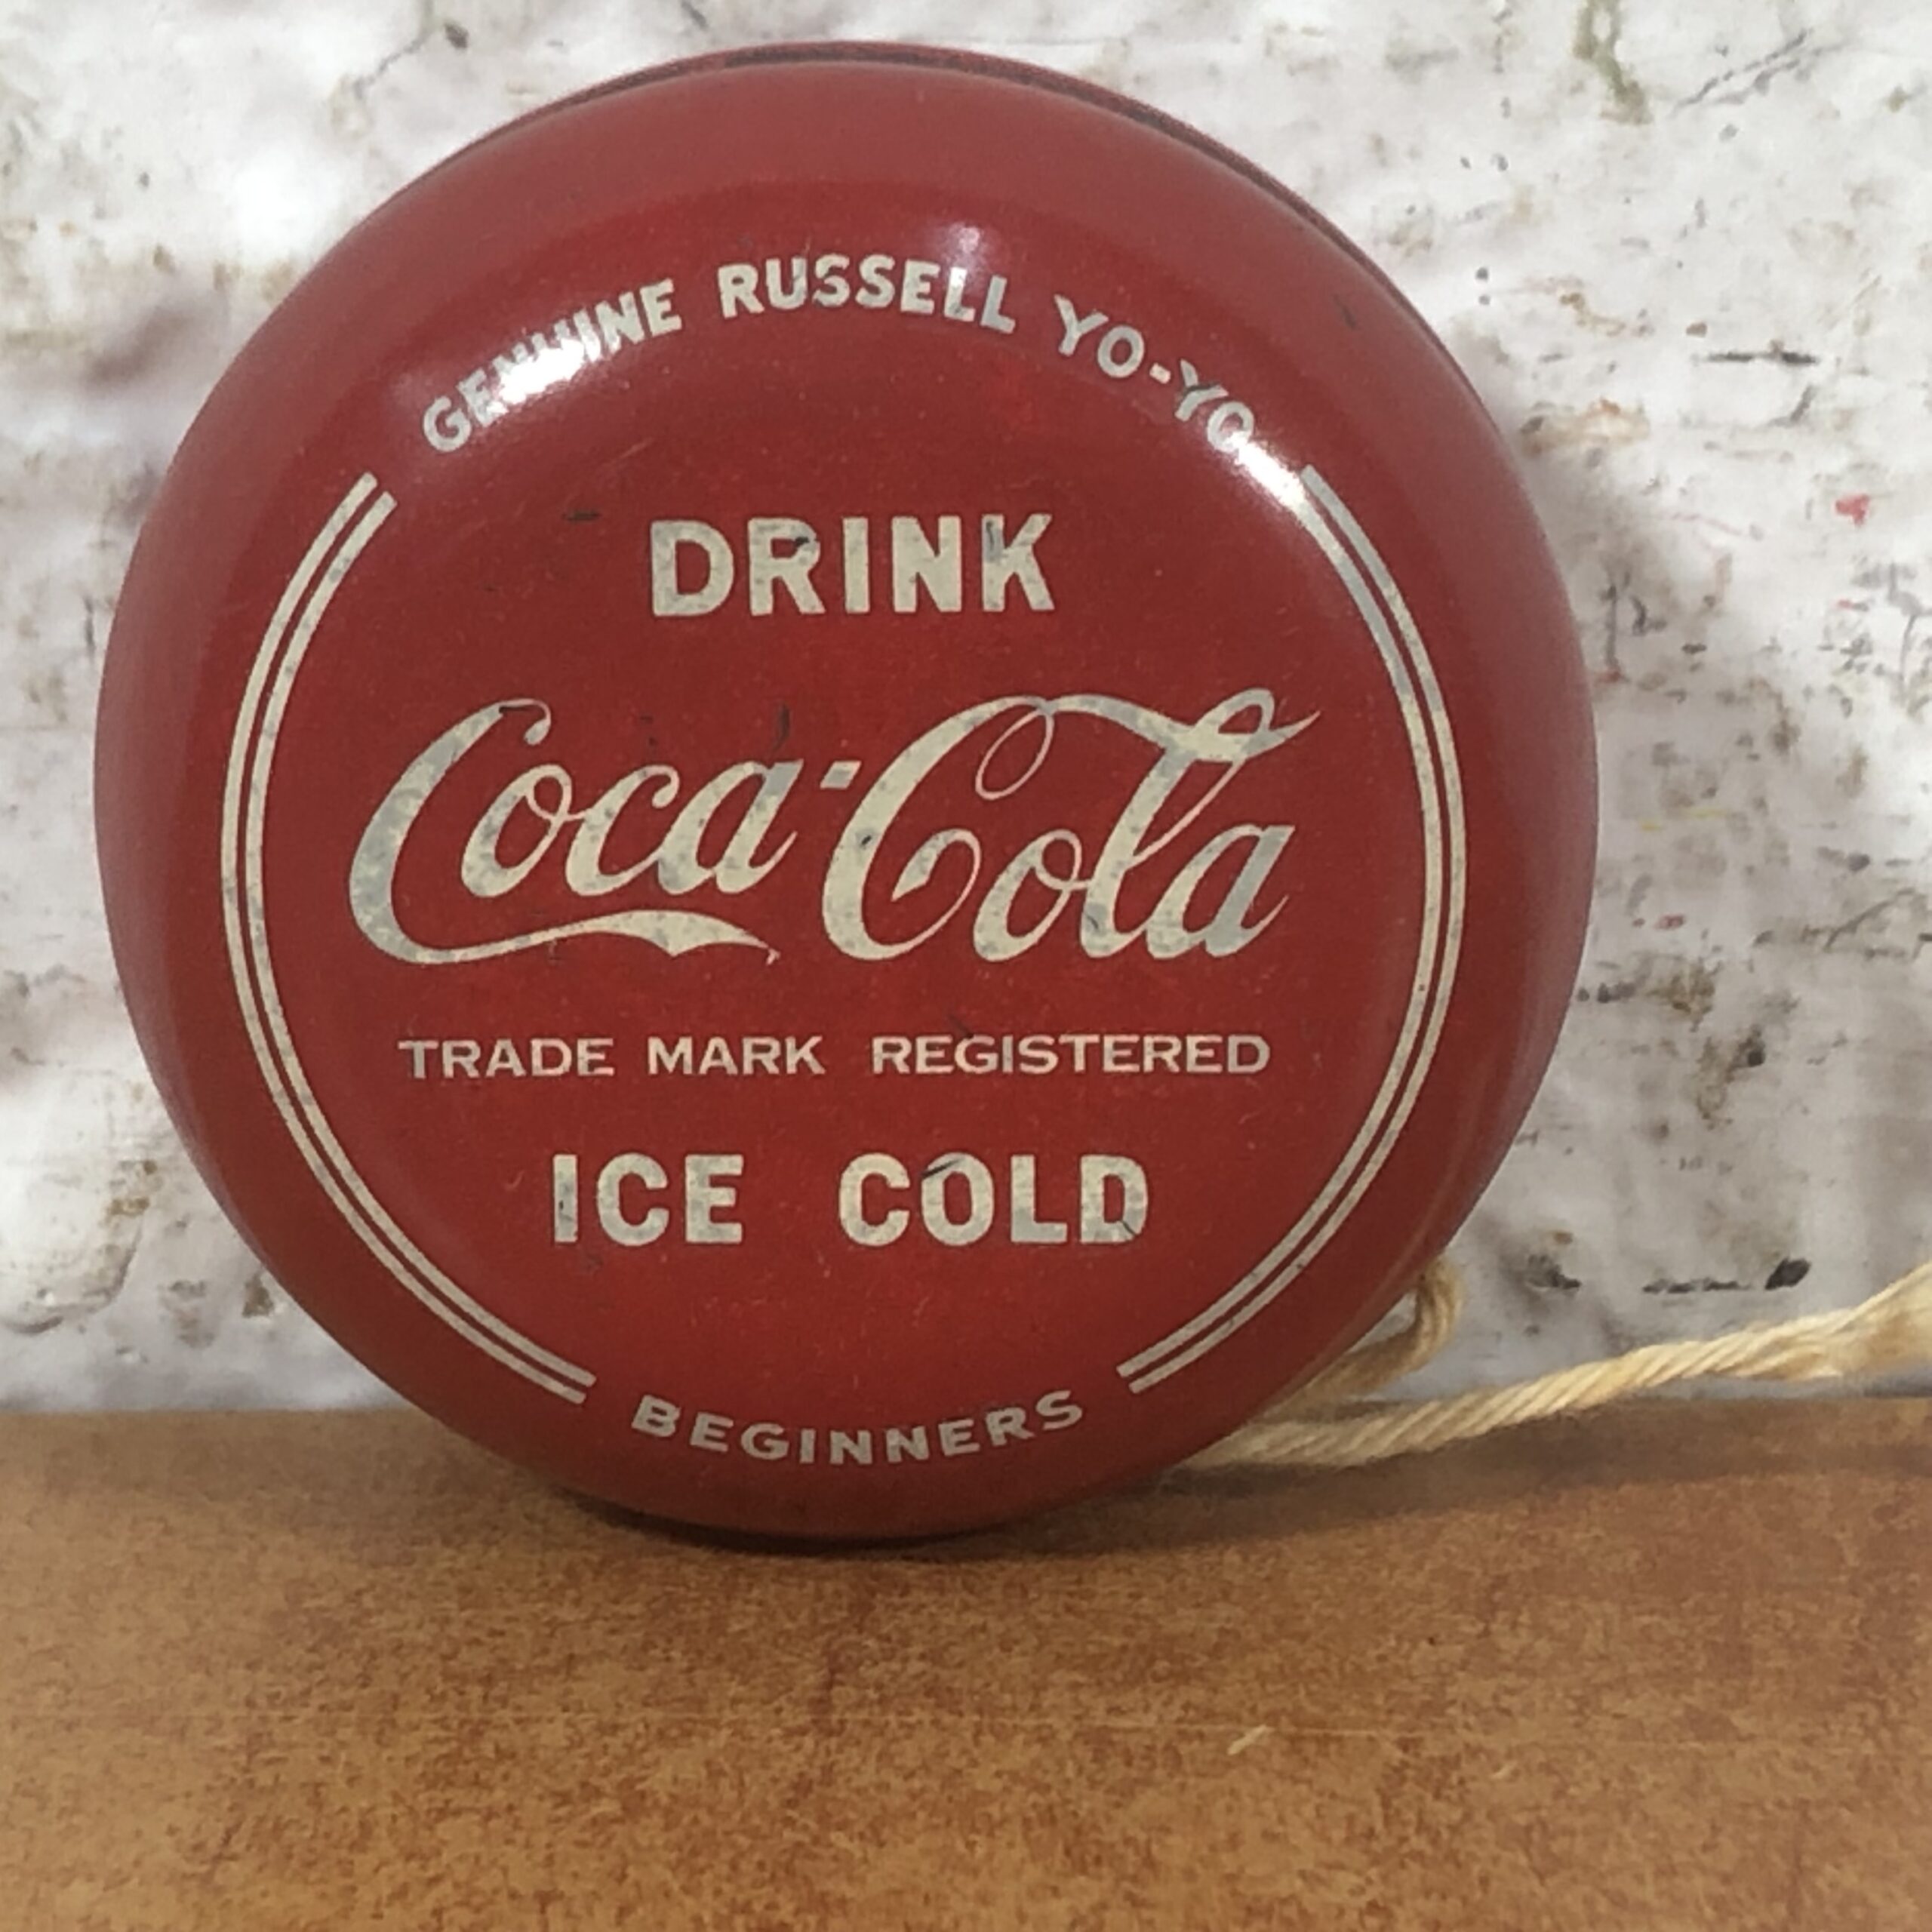 GENUINE RUSSELL YO-YO
DRINK
Coca-Cola
TRADE MARK REGISTERED
ICE COLD
BEGINNERS